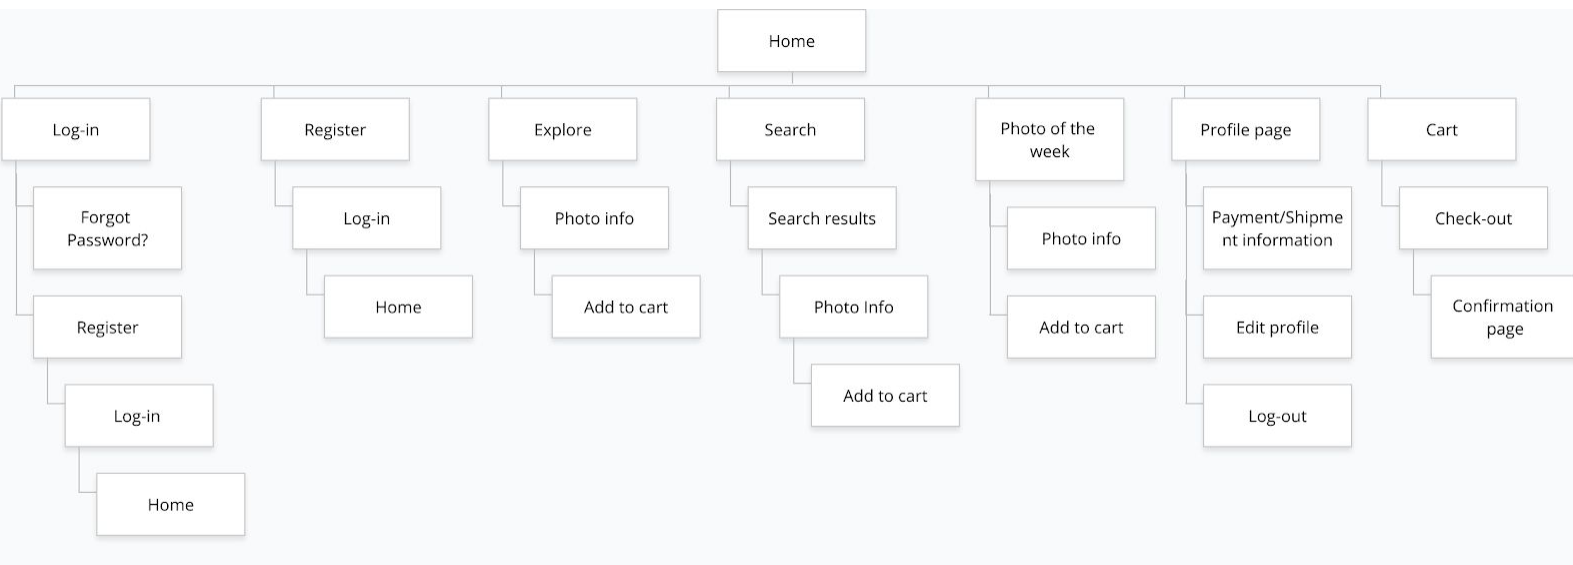 Home
Log-in
Register
Explore
Search
Photo of the
week
Profile page
Cart
Forgot
Password?
Log-in
Photo info
Search results
Photo info
Payment/Shipme
nt information
Check-out
Register
Home
Add to cart
Photo Info
Add to cart
Edit profile
Confirmation
page
Log-in
Add to cart
Log-out
Home